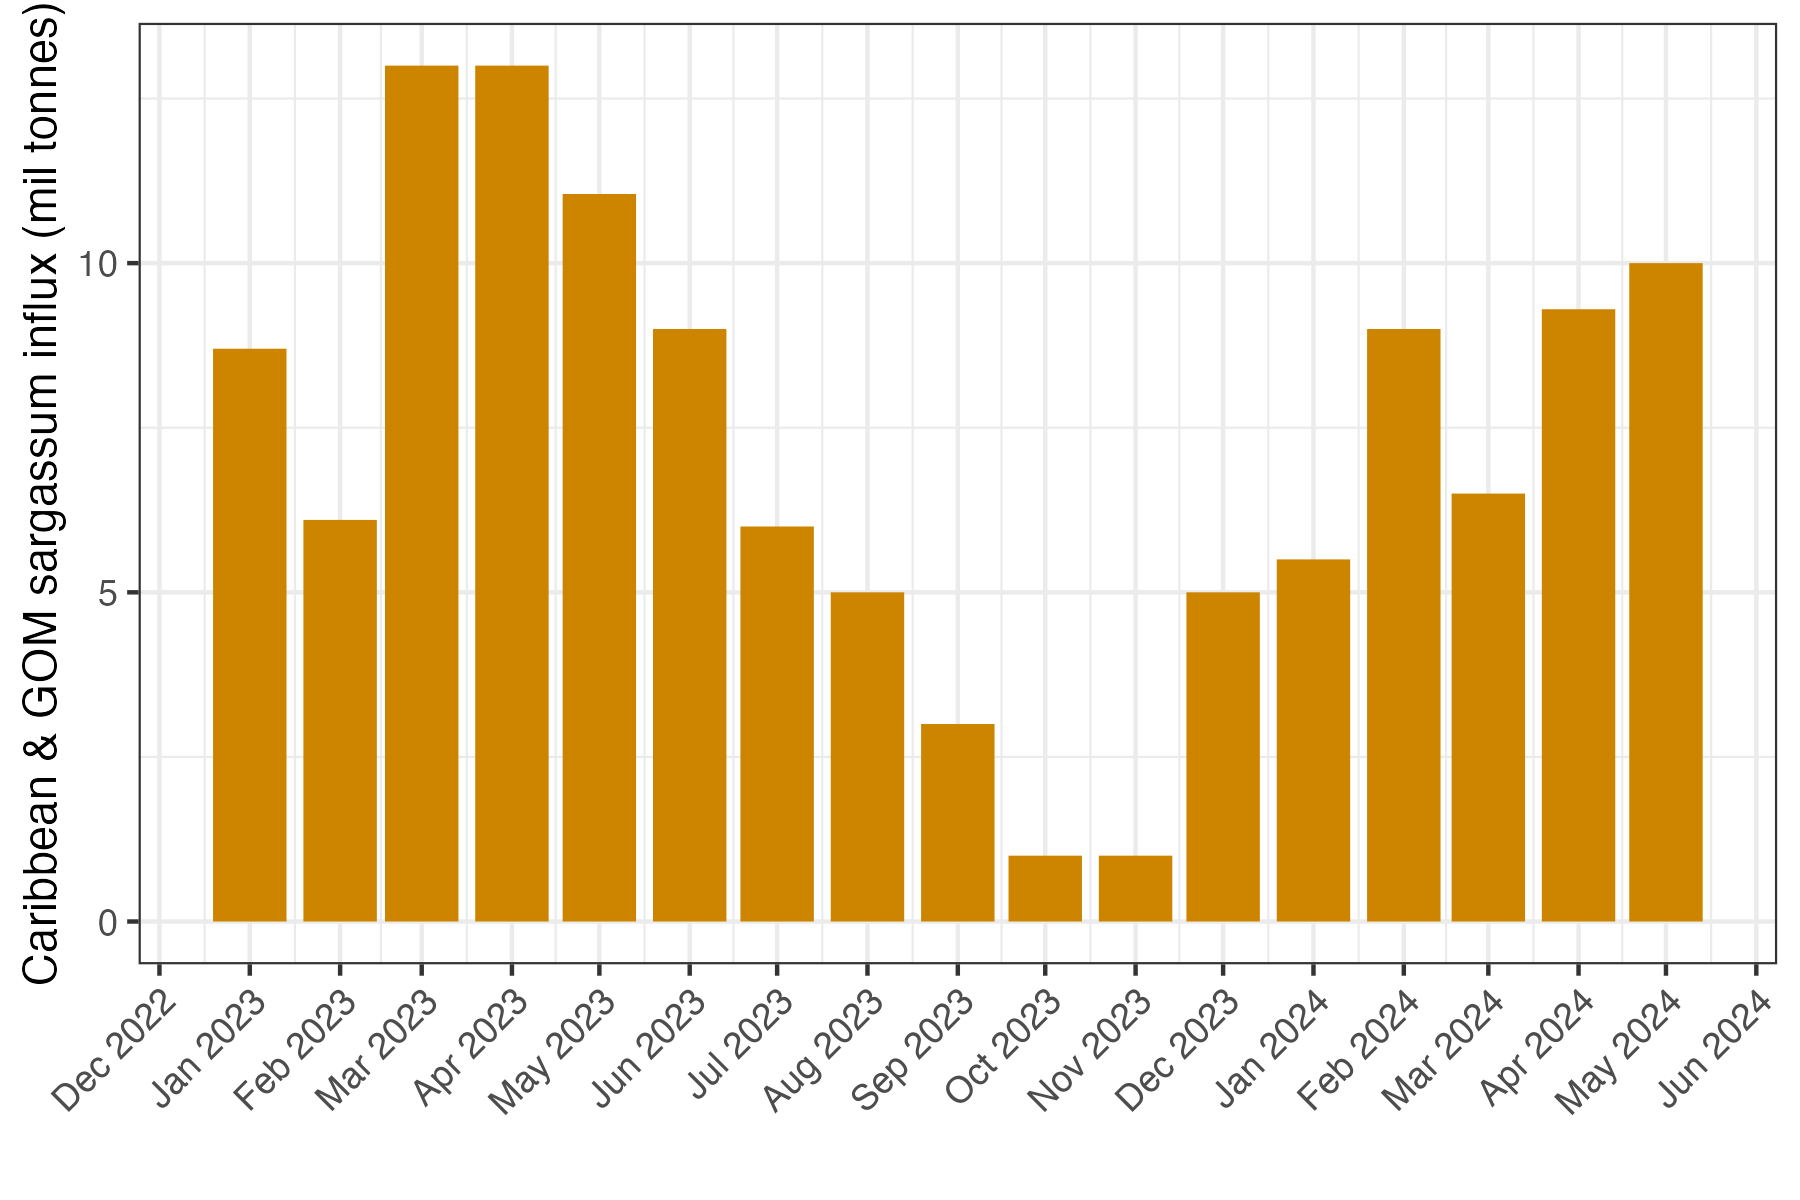 Caribbean & GOM sargassum influx (mil tonnes)
10
5
0
Dec 2022
Jan 2023
Feb 2023
Mar 2023
Apr 2023
May 2023
Jun 2023
Jul 2023
Aug 2023
Sep 2023
Oct 2023
Nov 2023
Dec 2023
Jan 2024
Feb 2024
Mar 2024
Apr 2024
May 2024
Jun 2024